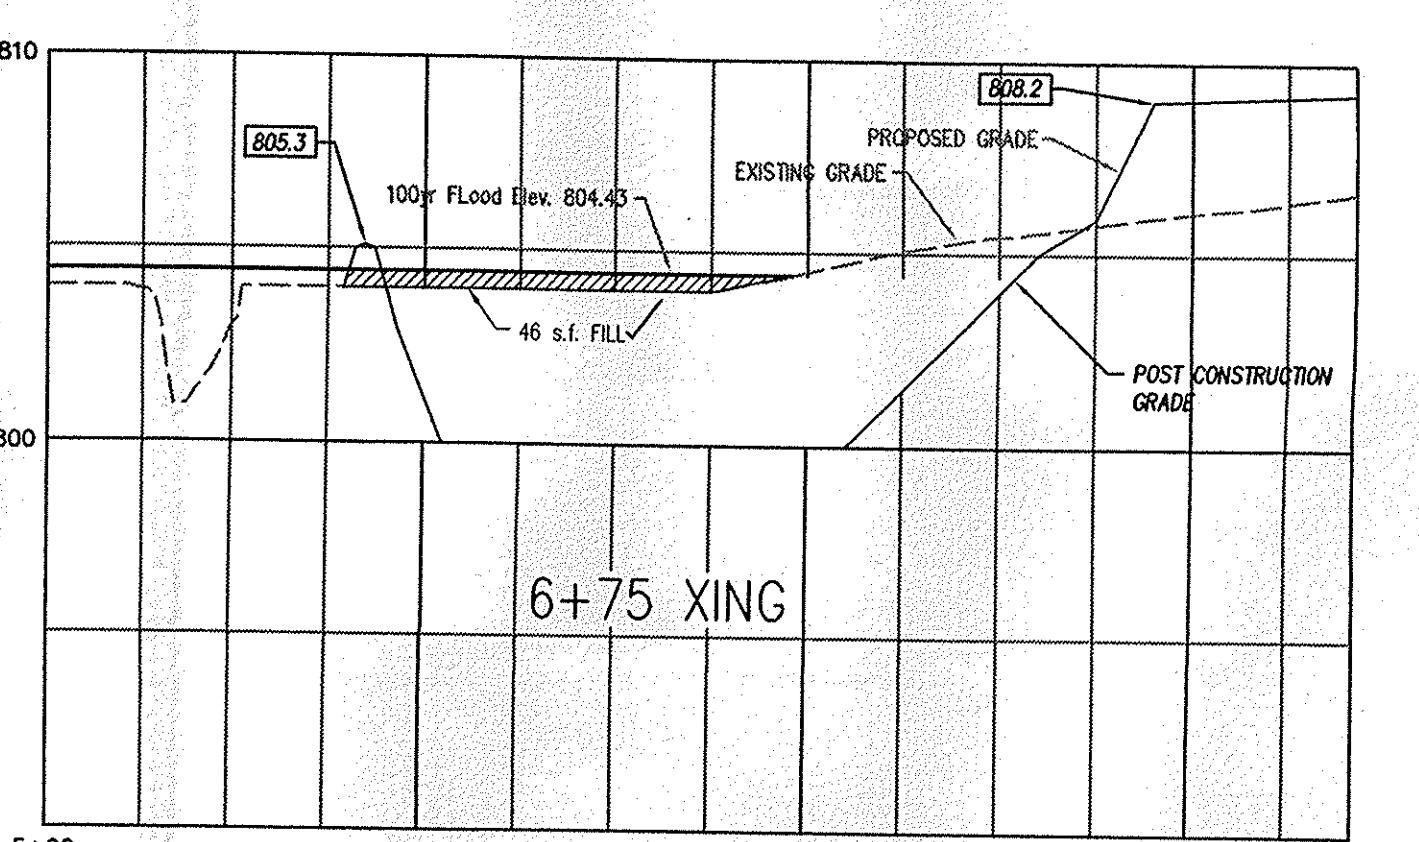 810
808.2
805.3
PROPOSED GRADE
EXISTING GRADE
100yr FLood Elev. 804.43
46 s.f. FILL
POST CONSTRUCTION
GRADE
800
6+75 XING